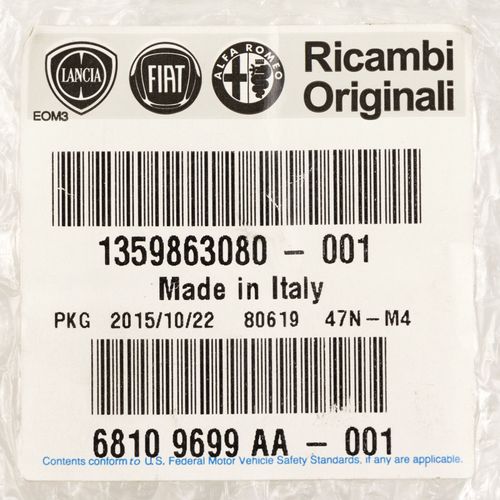 LANCIA FIAT ALFA ROMEO Ricambi
Originali
EOM3
1359863080 - 001
Made in Italy
PKG 2015/10/22 80619 47N-M4
6810 9699 AA - 001
Contents conform to U.S. Federal Motor Vehicle Safety Standards, if any are applicable.